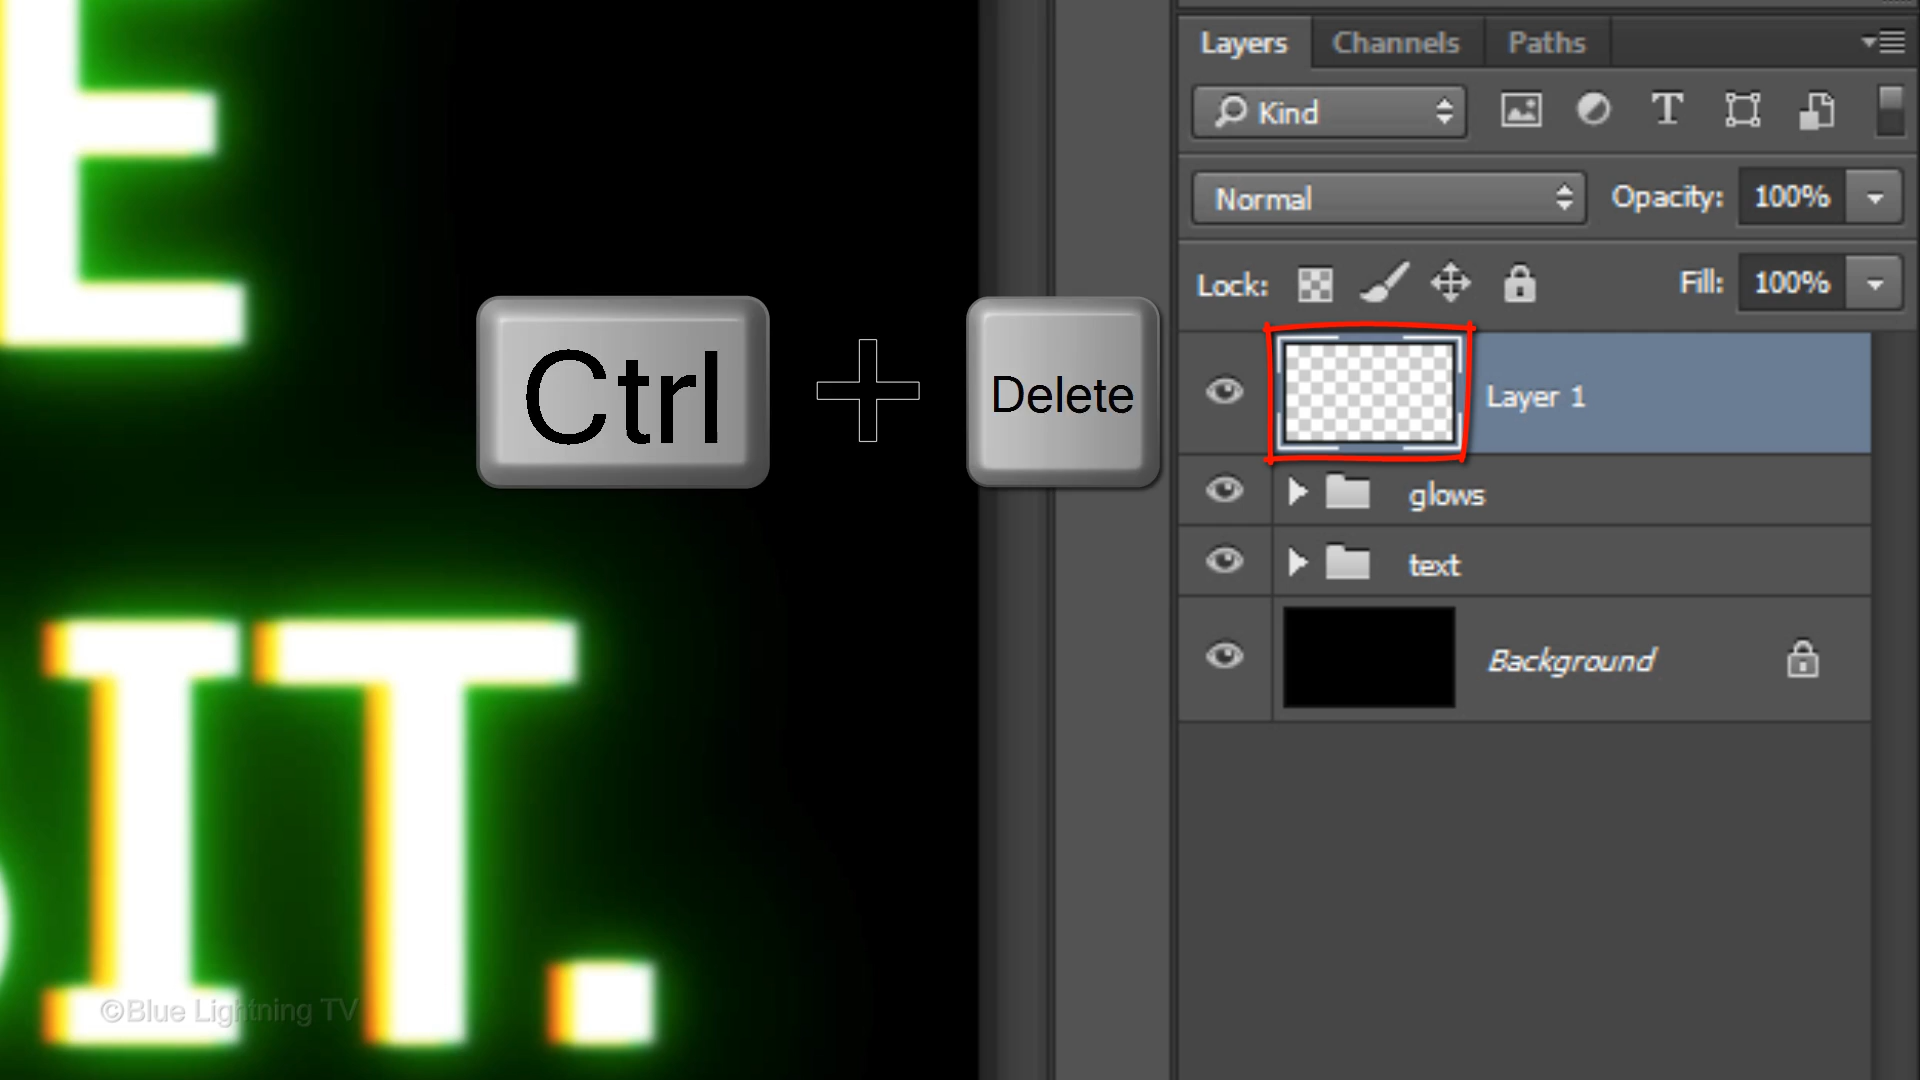 E
IT.
Ctrl + Delete
©Blue Lightning TV
Layers Channels Paths
Kind T
Normal Opacity: 100%
Lock: Fill: 100%
Layer 1
glows
text
Background